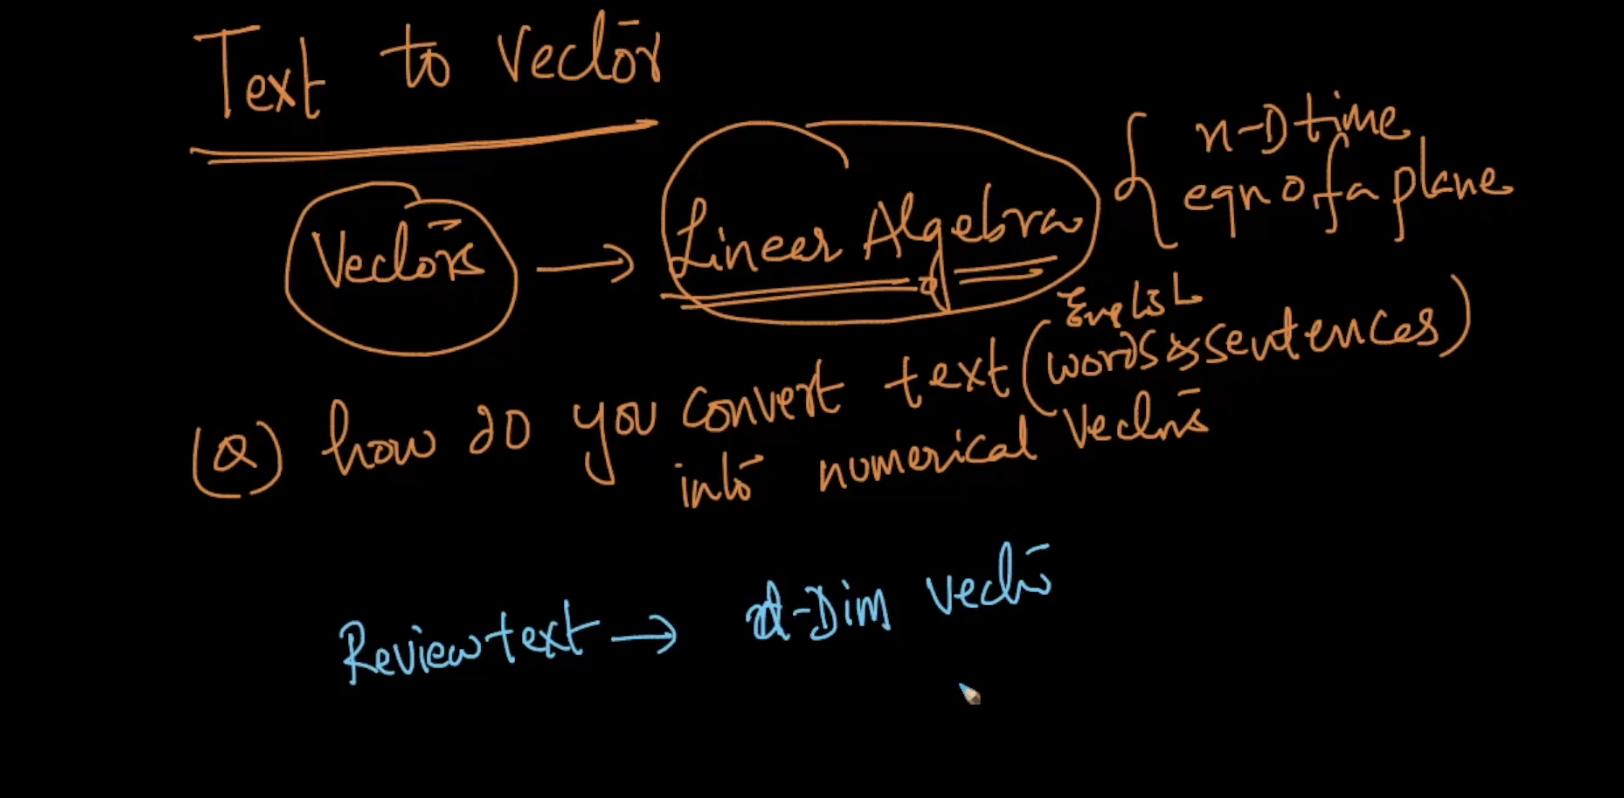 Text to Vector
Vectors → Linear Algebra { n-D time
eqn of a plane
(Q) how do you convert text (English words & sentences)
into numerical vectors
Review text → d-Dim vector